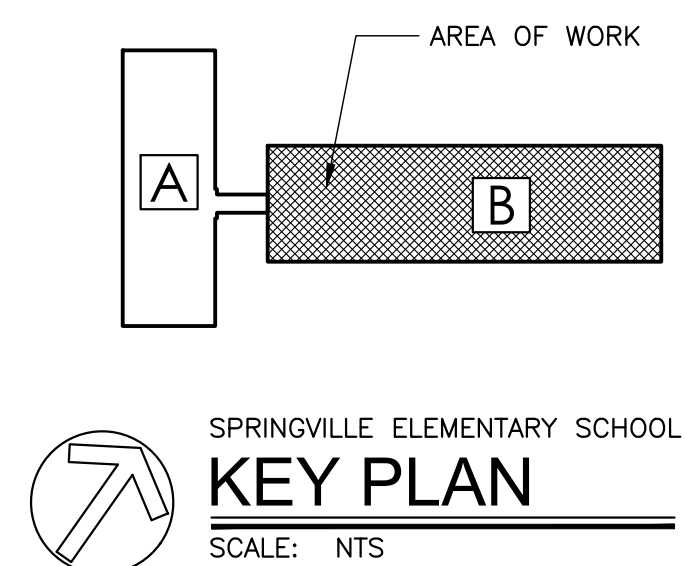 AREA OF WORK
A
B
SPRINGVILLE ELEMENTARY SCHOOL
KEY PLAN
SCALE: NTS